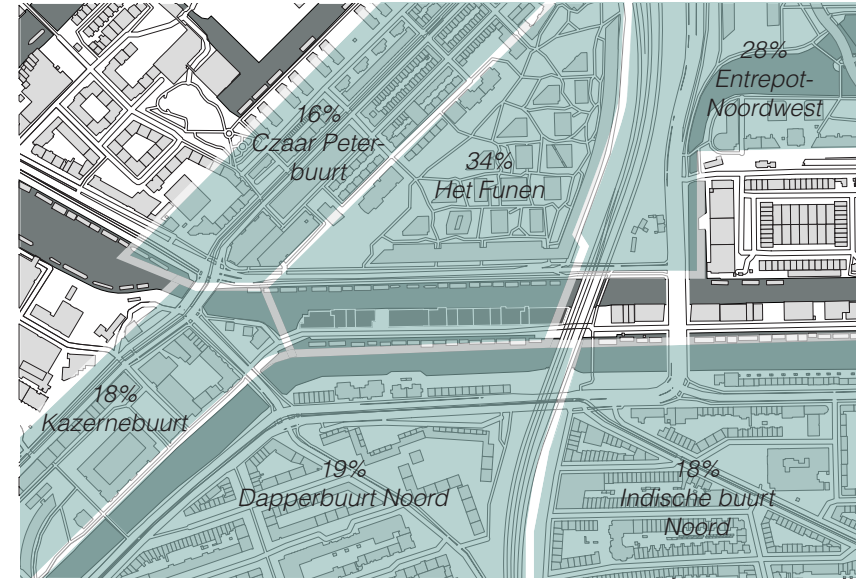 28%
Entrepot-
Noordwest
16%
Czaar Peter-
buurt
34%
Het Funen
18%
Kazernebuurt
19%
Dapperbuurt Noord
18%
Indische buurt
Noord